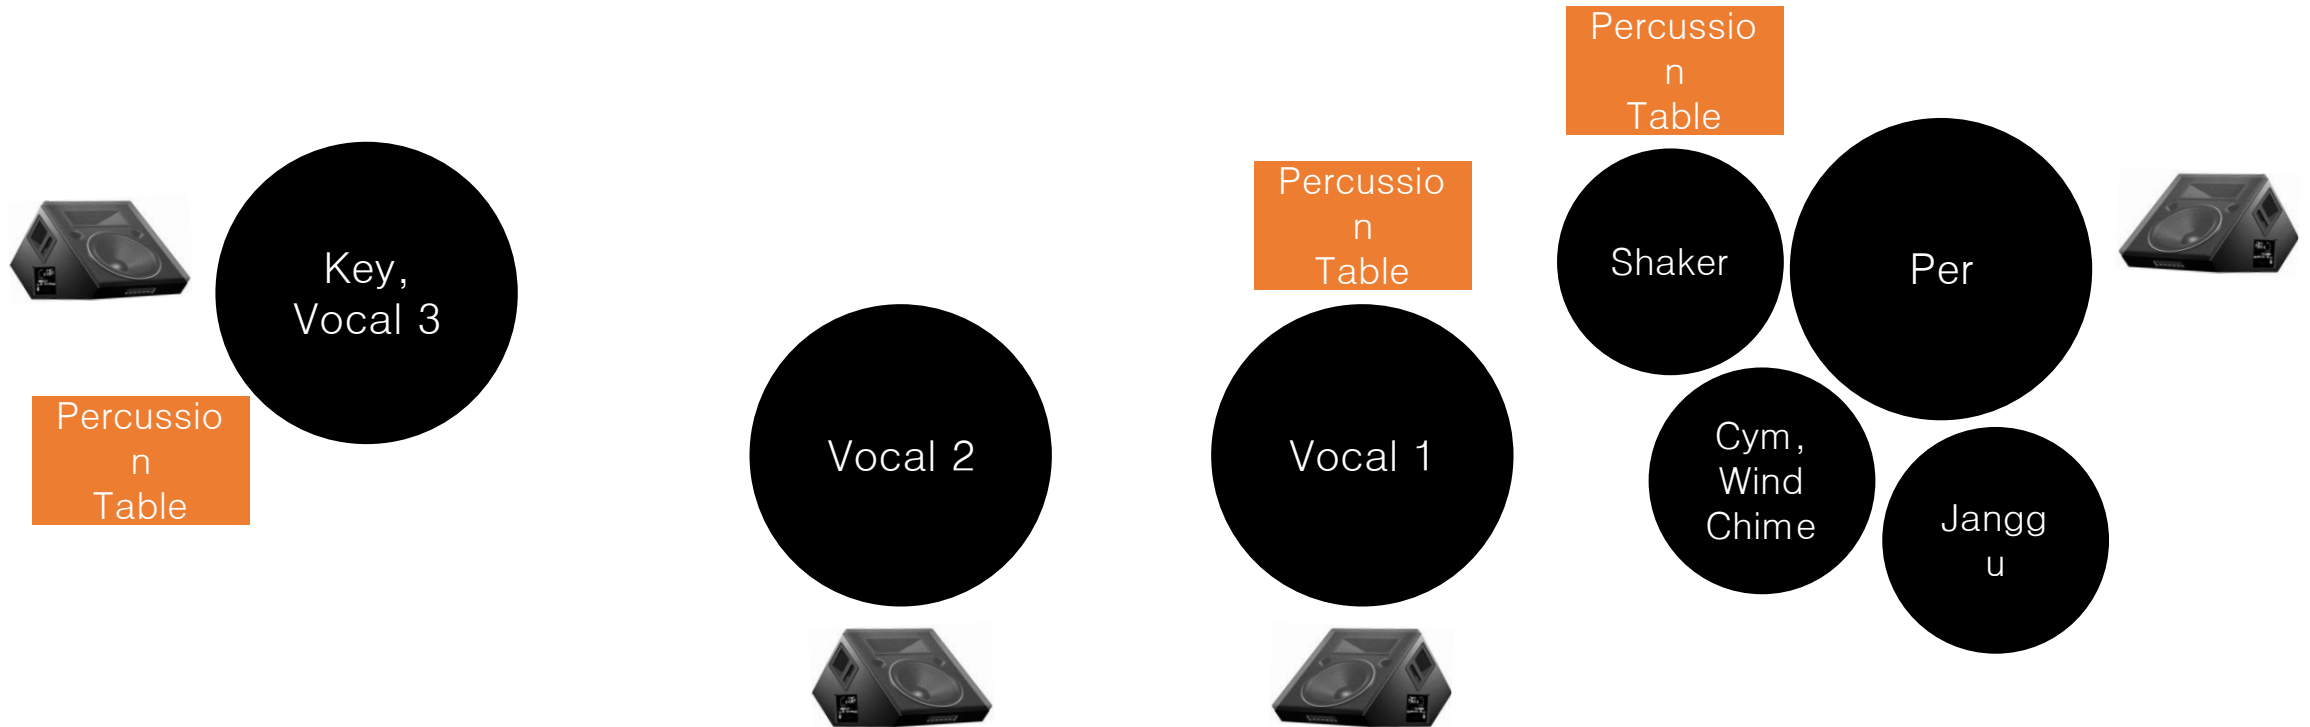 Percussio
n
Table
Percussio
n
Table
Shaker
Per
Key,
Vocal 3
Percussio
n
Table
Vocal 2
Vocal 1
Cym,
Wind
Chime
Jangg
u